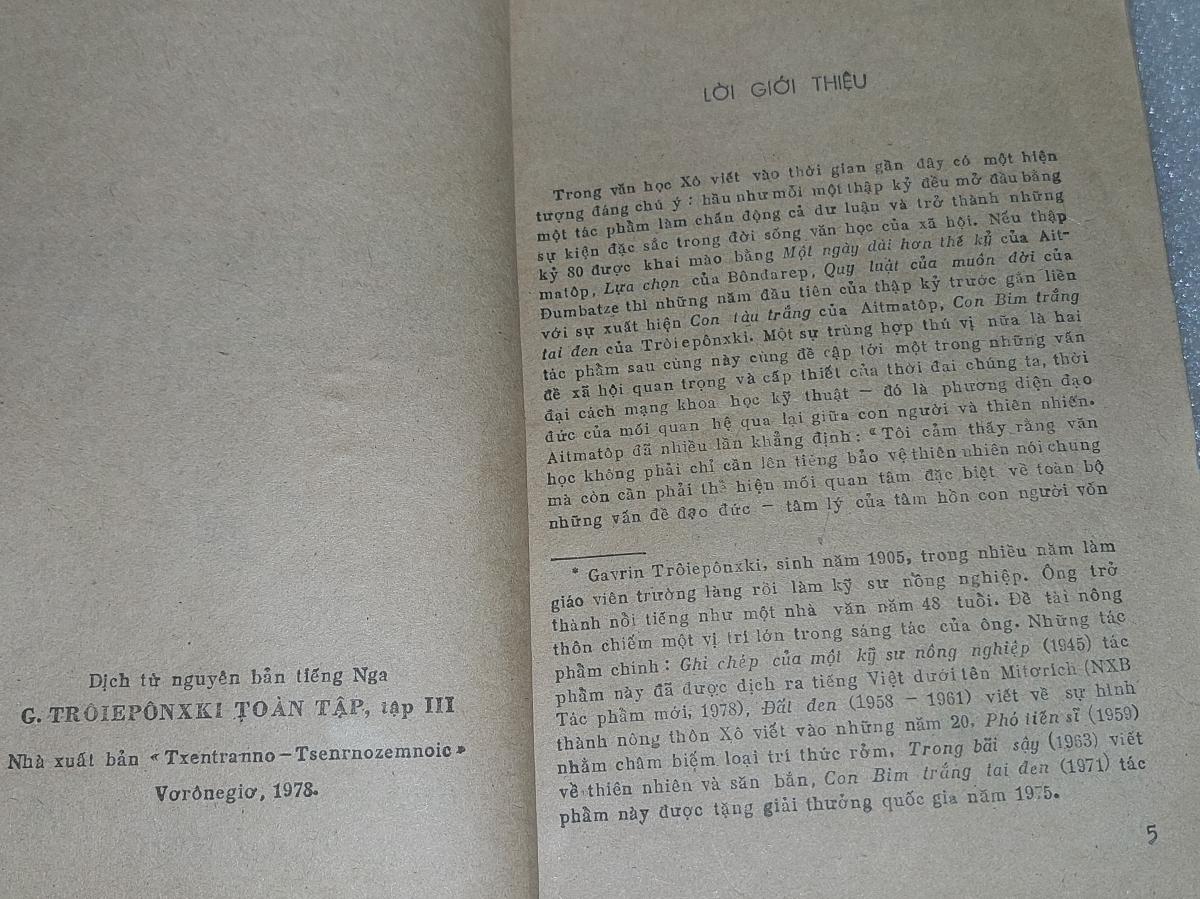 Dịch từ nguyên bản tiếng Nga
G. TRÔIEPÔNXKI TOÀN TẬP, tập III
Nhà xuất bản « Txentranno – Tsenrnozemnoic »
Vơrônegiơ, 1978.
LỜI GIỚI THIỆU
Trong văn học Xô viết vào thời gian gần đây có một hiện
tượng đáng chú ý : hầu như mỗi một thập kỷ đều mở đầu bằng
một tác phẩm làm chấn động cả dư luận và trở thành những
sự kiện đặc sắc trong đời sống văn học của xã hội. Nếu thập
kỷ 80 được khai mào bằng Một ngày dài hơn thế kỷ của Ait-
matôp, Lựa chọn của Bônđarep, Quy luật của muôn đời của
Đumbatze thì những năm đầu tiên của thập kỷ trước gắn liền
với sự xuất hiện Con tàu trắng của Aitmatôp, Con Bim trắng
tai đen của Tròiepônxki. Một sự trùng hợp thú vị nữa là hai
tác phẩm sau cùng này cùng đề cập tới một trong những vấn
đề xã hội quan trọng và cấp thiết của thời đại chúng ta, thời
đại cách mạng khoa học kỹ thuật – đó là phương diện đạo
đức của mối quan hệ qua lại giữa con người và thiên nhiên.
Aitmatôp đã nhiều lần khẳng định : « Tôi cảm thấy rằng văn
học không phải chỉ cần lên tiếng bảo vệ thiên nhiên nói chung
mà còn cần phải thể hiện mối quan tâm đặc biệt về toàn bộ
những vấn đề đạo đức – tâm lý của tâm hồn con người vốn
* Gavrin Trôiepônxki, sinh năm 1905, trong nhiều năm làm
giáo viên trường làng rồi làm kỹ sư nông nghiệp. Ông trở
thành nổi tiếng như một nhà văn năm 48 tuổi. Đề tài nông
thôn chiếm một vị trí lớn trong sáng tác của ông. Những tác
phẩm chính : Ghi chép của một kỹ sư nông nghiệp (1945) tác
phẩm này đã được dịch ra tiếng Việt dưới tên Mitơrich (NXB
Tác phẩm mới, 1978), Đất đen (1958 – 1961) viết về sự hình
thành nông thôn Xô viết vào những năm 20, Phó tiến sĩ (1959)
nhằm châm biếm loại trí thức rởm, Trong bãi sậy (1963) viết
về thiên nhiên và săn bắn, Con Bim trắng tai đen (1971) tác
phẩm này được tặng giải thưởng quốc gia năm 1975.
5